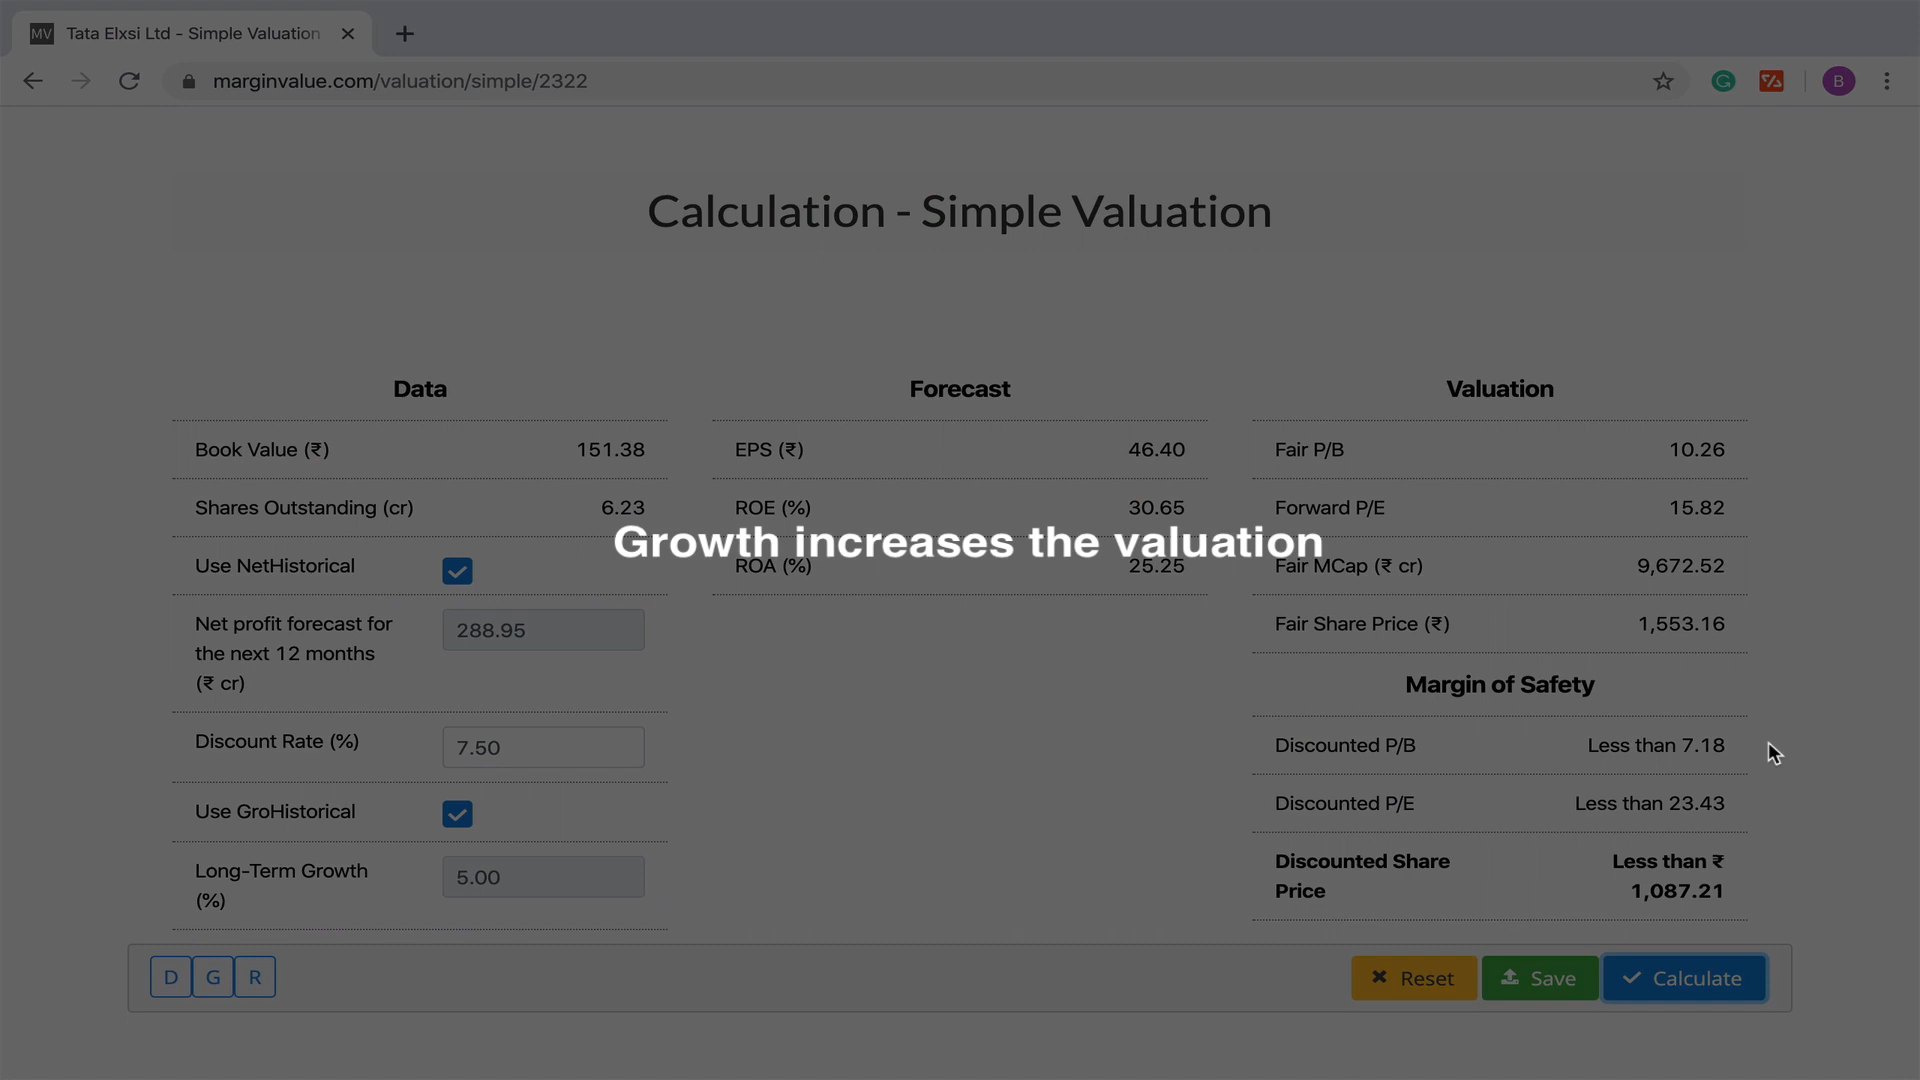 MV Tata Elxsi Ltd - Simple Valuation
marginvalue.com/valuation/simple/2322
B
Calculation - Simple Valuation
Data
Book Value (₹) 151.38
Shares Outstanding (cr) 6.23
Use NetHistorical
Net profit forecast for
the next 12 months
(₹ cr)
288.95
Discount Rate (%) 7.50
Use GroHistorical
Long-Term Growth
(%)
5.00
Forecast
EPS (₹) 46.40
ROE (%) 30.65
ROA (%) 25.25
Growth increases the valuation
Valuation
Fair P/B 10.26
Forward P/E 15.82
Fair MCap (₹ cr) 9,672.52
Fair Share Price (₹) 1,553.16
Margin of Safety
Discounted P/B Less than 7.18
Discounted P/E Less than 23.43
Discounted Share
Price
Less than ₹
1,087.21
D G R
Reset Save Calculate